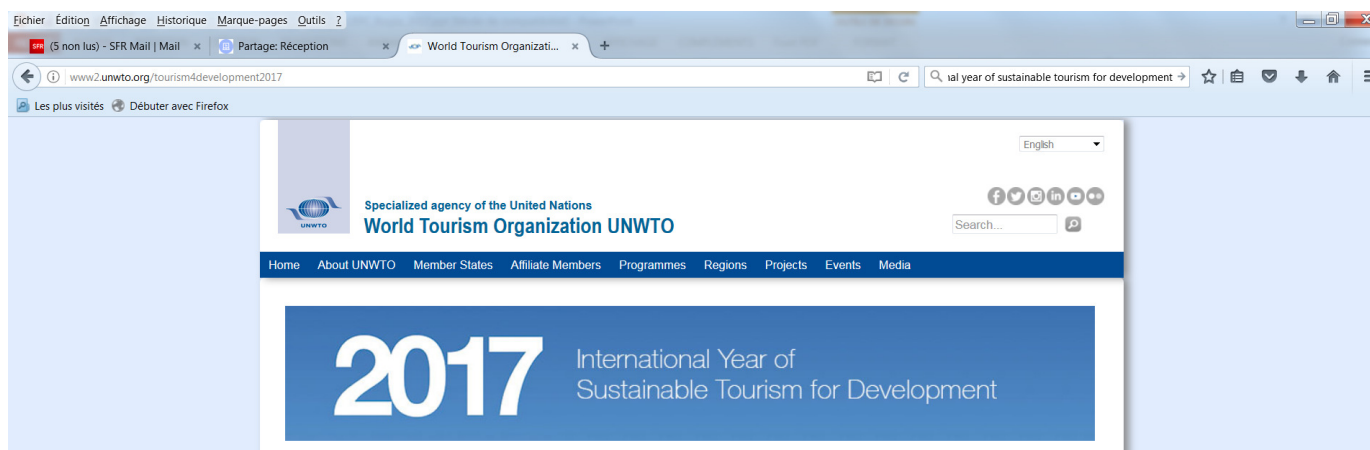 Fichier Édition Affichage Historique Marque-pages Outils ?
SFR (5 non lus) - SFR Mail | Mail × Partage: Réception × World Tourism Organizati... × +
www2.unwto.org/tourism4development2017 nal year of sustainable tourism for development
Les plus visités Débuter avec Firefox
English
Specialized agency of the United Nations
UNWTO World Tourism Organization UNWTO
Search...
Home About UNWTO Member States Affiliate Members Programmes Regions Projects Events Media
2017 International Year of
Sustainable Tourism for Development